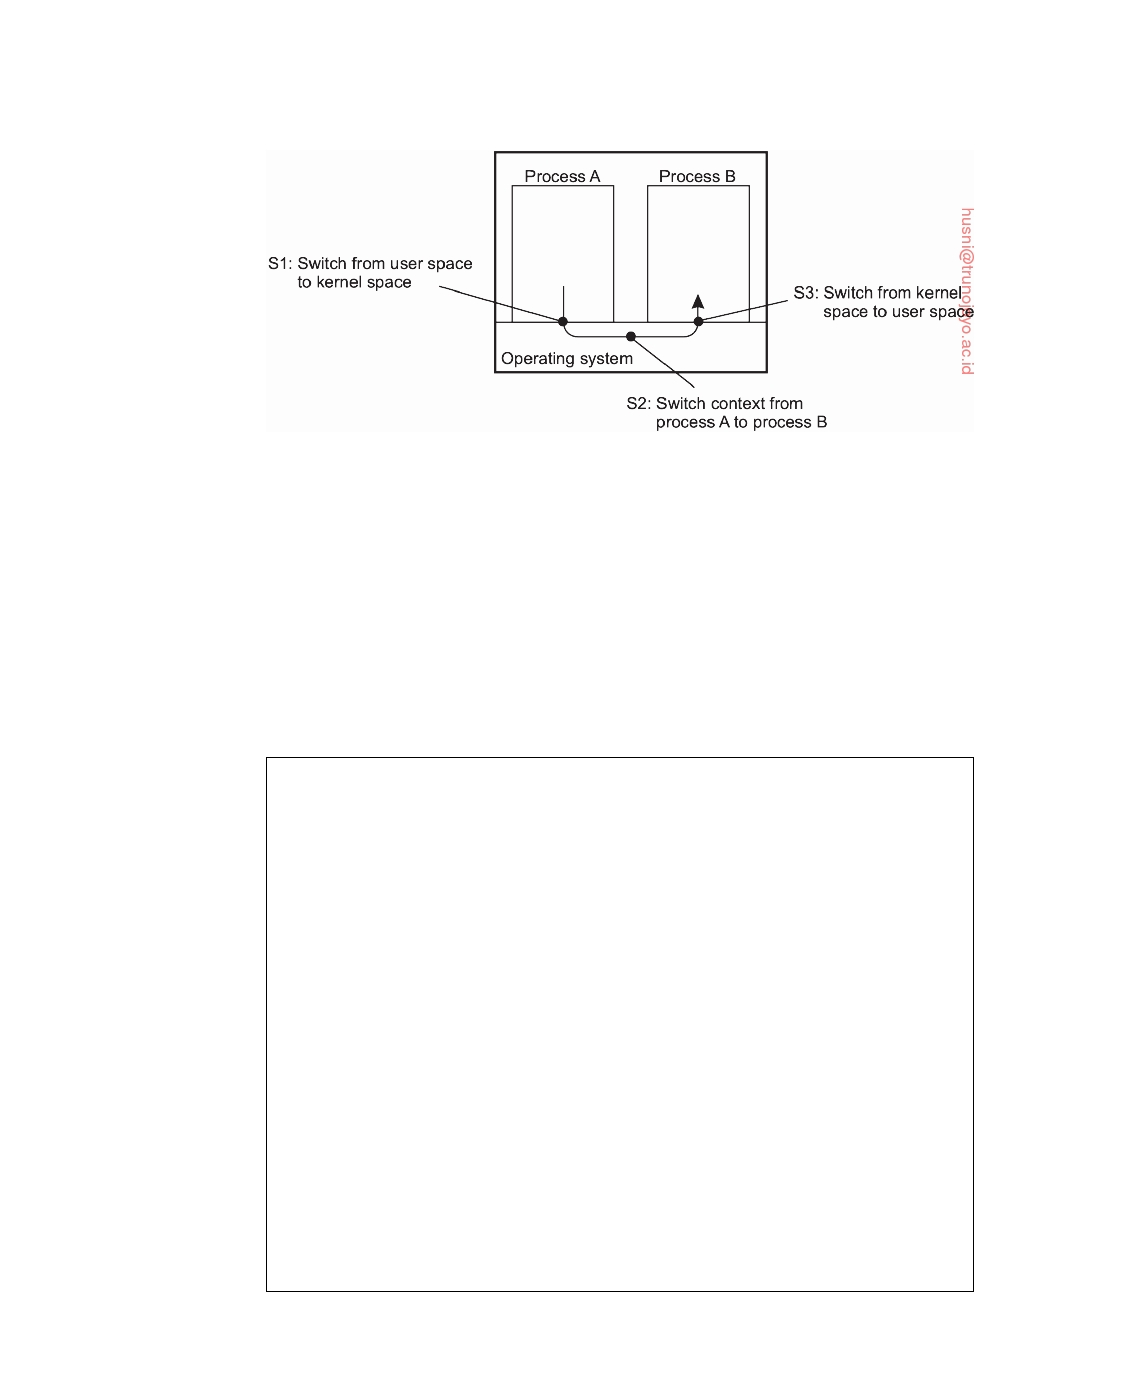 Process A Process B
S1: Switch from user space
to kernel space
S3: Switch from kernel
space to user space
Operating system
S2: Switch context from
process A to process B
husni@trunojoyo.ac.id